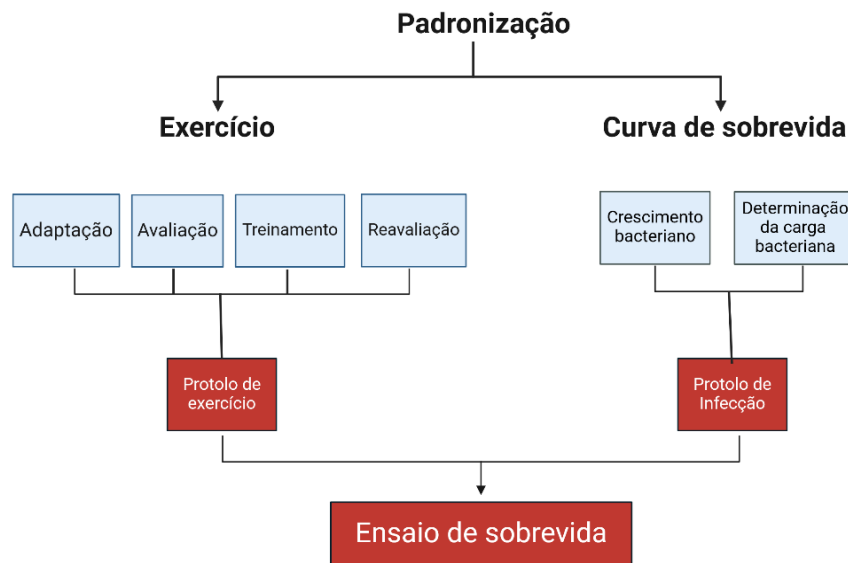 Padronização
Exercício
Curva de sobrevida
Adaptação
Avaliação
Treinamento
Reavaliação
Crescimento
bacteriano
Determinação
da carga
bacteriana
Protolo de
exercício
Protolo de
Infecção
Ensaio de sobrevida